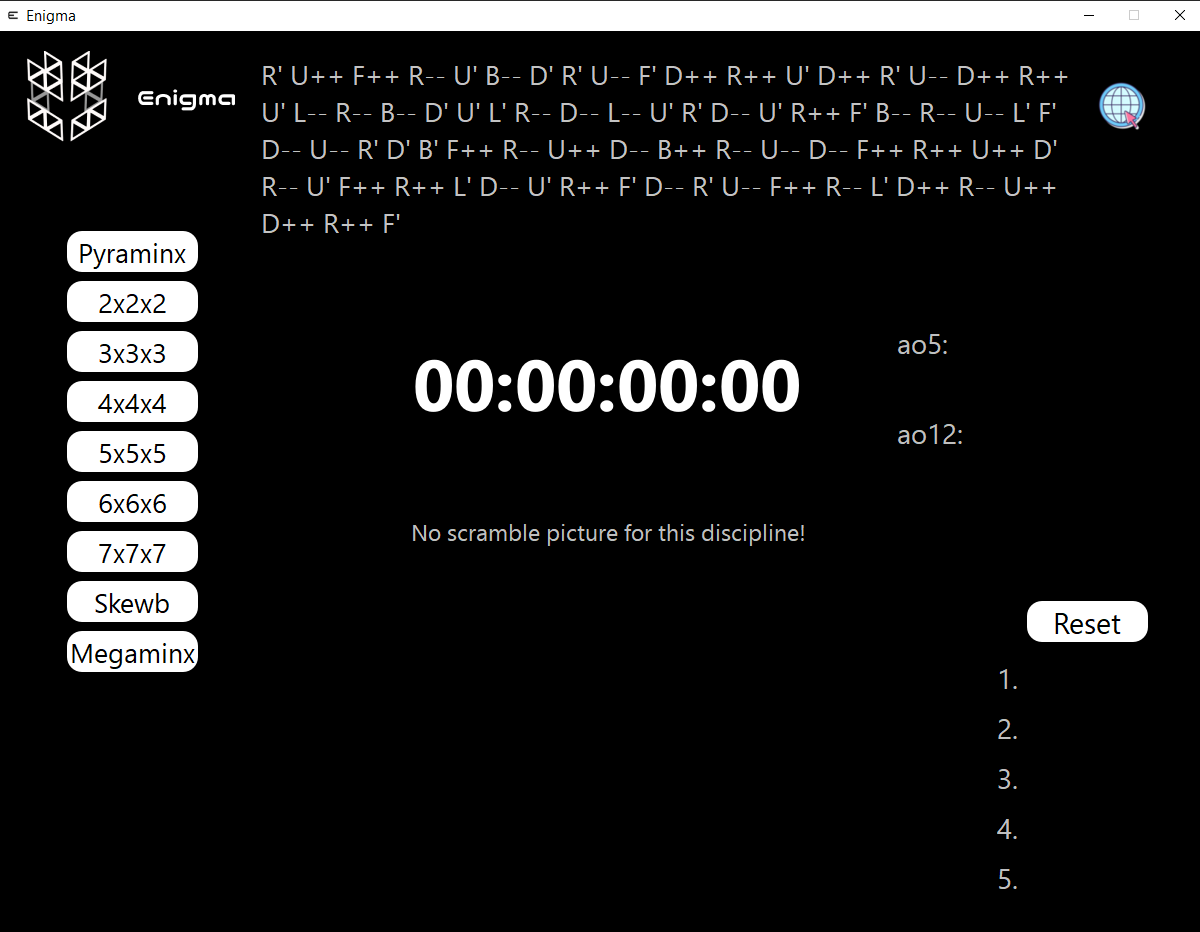 Enigma
Enigma
R' U++ F++ R-- U' B-- D' R' U-- F' D++ R++ U' D++ R' U-- D++ R++
U' L-- R-- B-- D' U' L' R-- D-- L-- U' R' D-- U' R++ F' B-- R-- U-- L' F'
D-- U-- R' D' B' F++ R-- U++ D-- B++ R-- U-- D-- F++ R++ U++ D'
R-- U' F++ R++ L' D-- U' R++ F' D-- R' U-- F++ R-- L' D++ R-- U++
D++ R++ F'
Pyraminx
2x2x2
3x3x3
4x4x4
5x5x5
6x6x6
7x7x7
Skewb
Megaminx
00:00:00:00
ao5:
ao12:
No scramble picture for this discipline!
Reset
1.
2.
3.
4.
5.